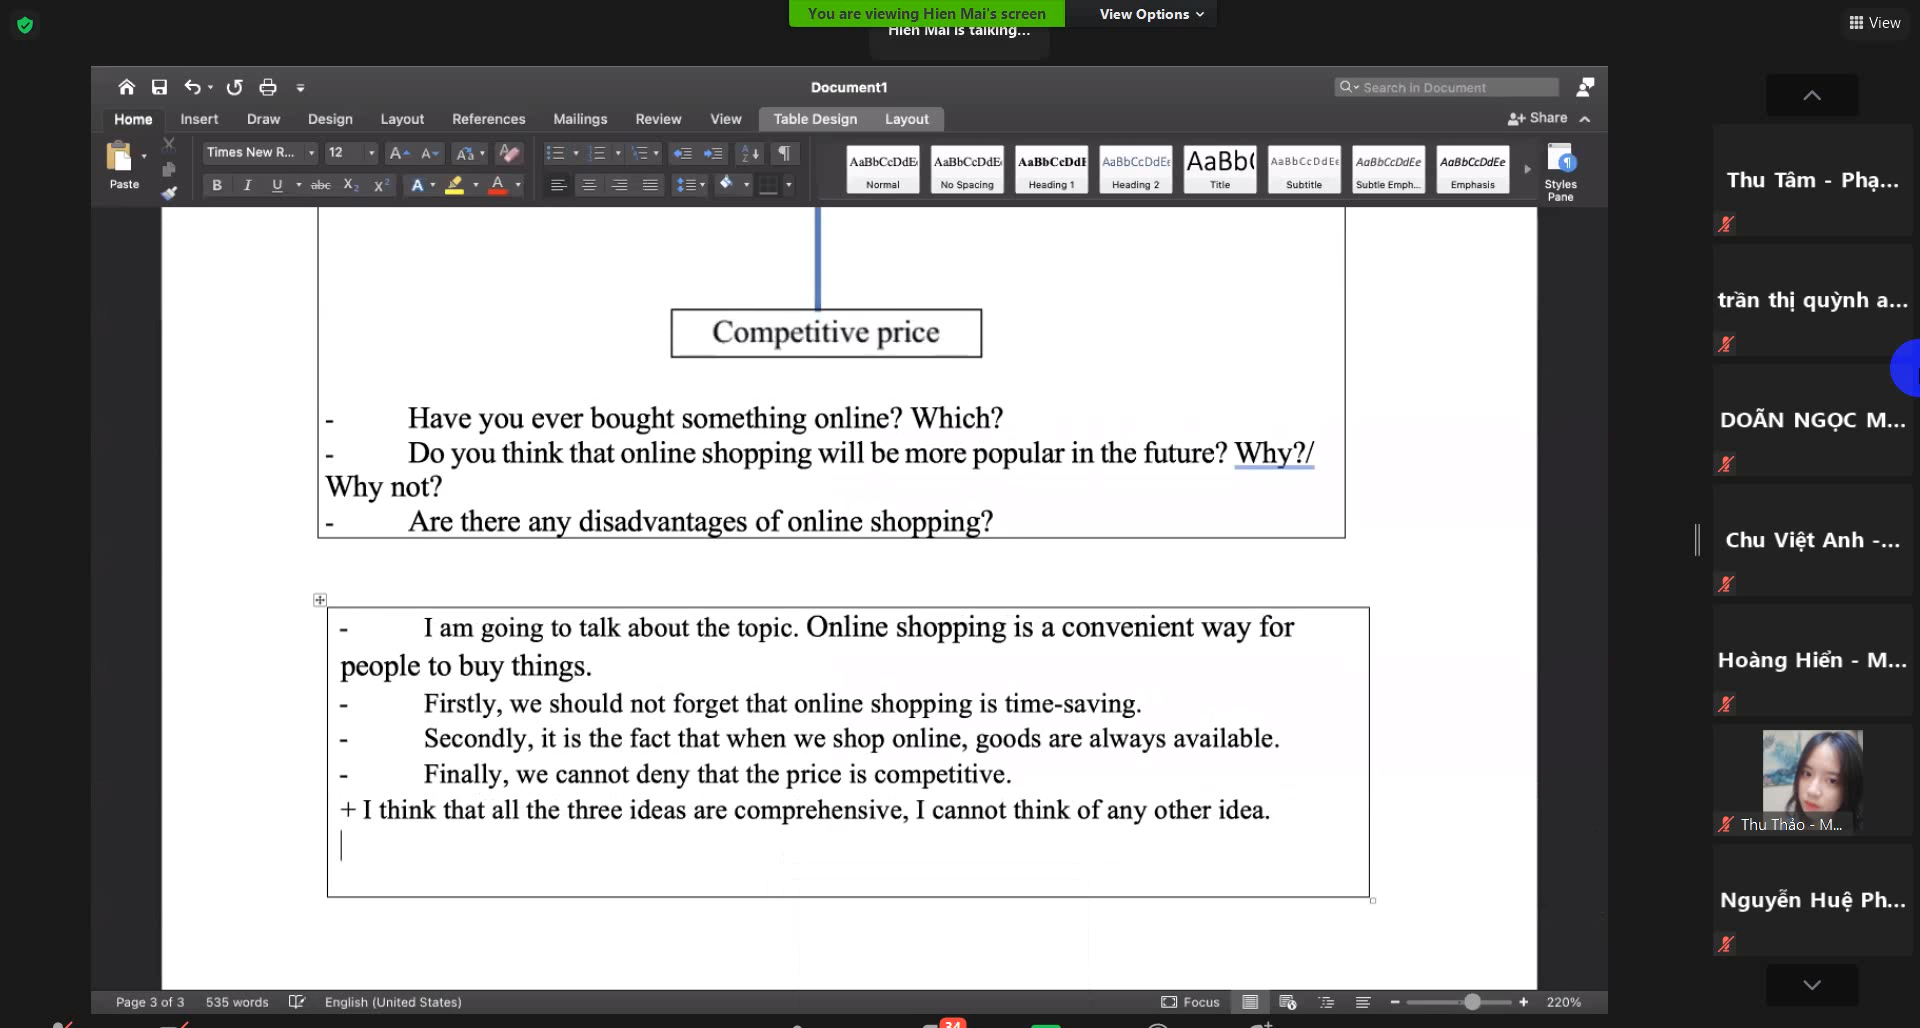 You are viewing Hien Mai's screen
View Options
Hien Mai is talking...
View
Document1
Search in Document
Home Insert Draw Design Layout References Mailings Review View Table Design Layout
Share
Paste
Times New R... 12
AaBbCcDdE Normal
AaBbCcDdE No Spacing
AaBbCcDdE Heading 1
AaBbCcDdEe Heading 2
AaBb( Title
AaBbCcDdEe Subtitle
AaBbCcDdEe Subtle Emph...
AaBbCcDdEe Emphasis
Styles
Pane
Competitive price
- Have you ever bought something online? Which?
- Do you think that online shopping will be more popular in the future? Why?/
Why not?
- Are there any disadvantages of online shopping?
- I am going to talk about the topic. Online shopping is a convenient way for
people to buy things.
- Firstly, we should not forget that online shopping is time-saving.
- Secondly, it is the fact that when we shop online, goods are always available.
- Finally, we cannot deny that the price is competitive.
+ I think that all the three ideas are comprehensive, I cannot think of any other idea.
Page 3 of 3 535 words English (United States)
Focus
220%
34
Thu Tâm - Phạ...
trần thị quỳnh a...
DOÃN NGỌC M...
Chu Việt Anh -...
Hoàng Hiển - M...
Thu Thảo - M...
Nguyễn Huệ Ph...